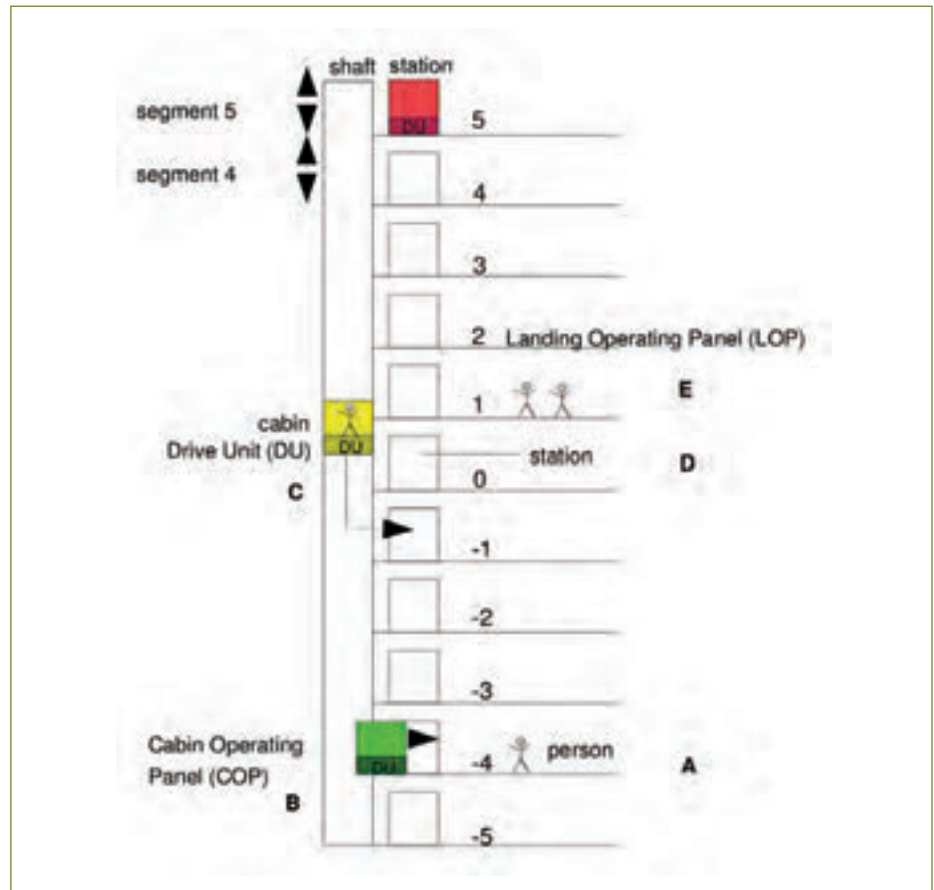 shaft station
segment 5
DU
5
segment 4
4
3
2 Landing Operating Panel (LOP)
E
1
cabin
Drive Unit (DU)
DU
station
D
0
C
-1
-2
-3
Cabin Operating
Panel (COP)
person
DU
-4
A
B
-5